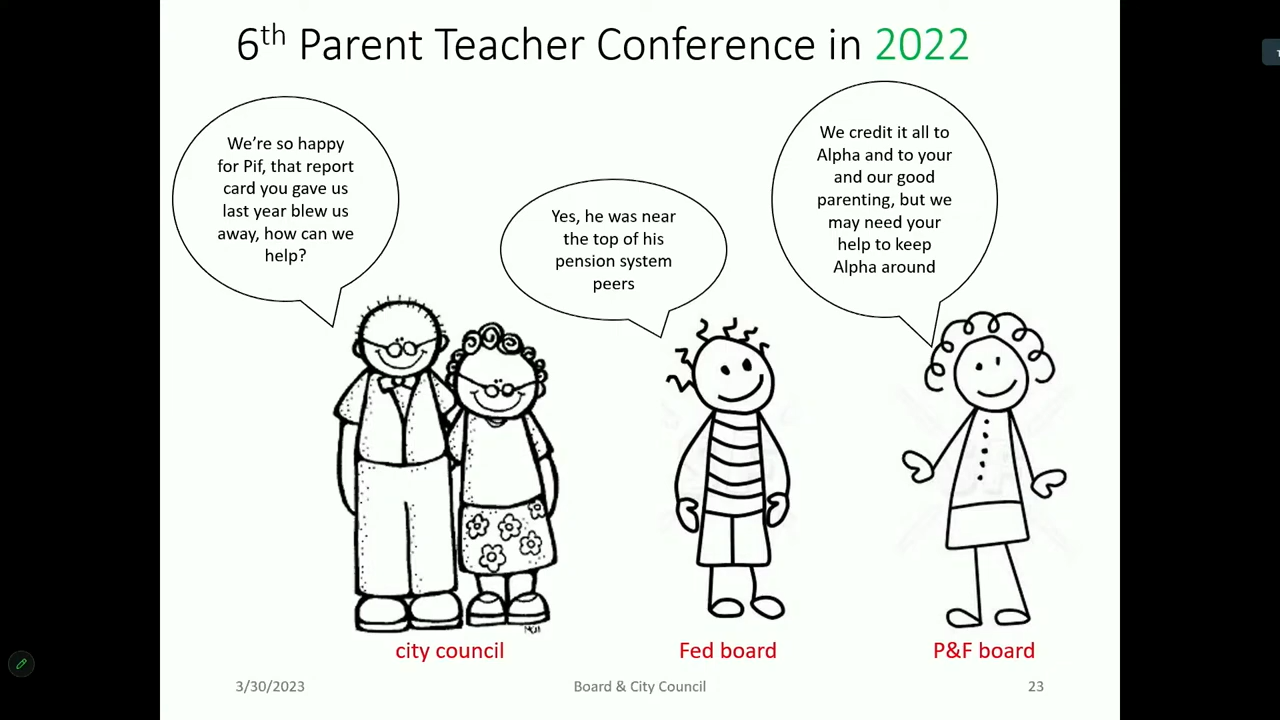 6th Parent Teacher Conference in 2022
We're so happy
for Pif, that report
card you gave us
last year blew us
away, how can we
help?
Yes, he was near
the top of his
pension system
peers
We credit it all to
Alpha and to your
and our good
parenting, but we
may need your
help to keep
Alpha around
city council
Fed board
P&F board
3/30/2023
Board & City Council
23